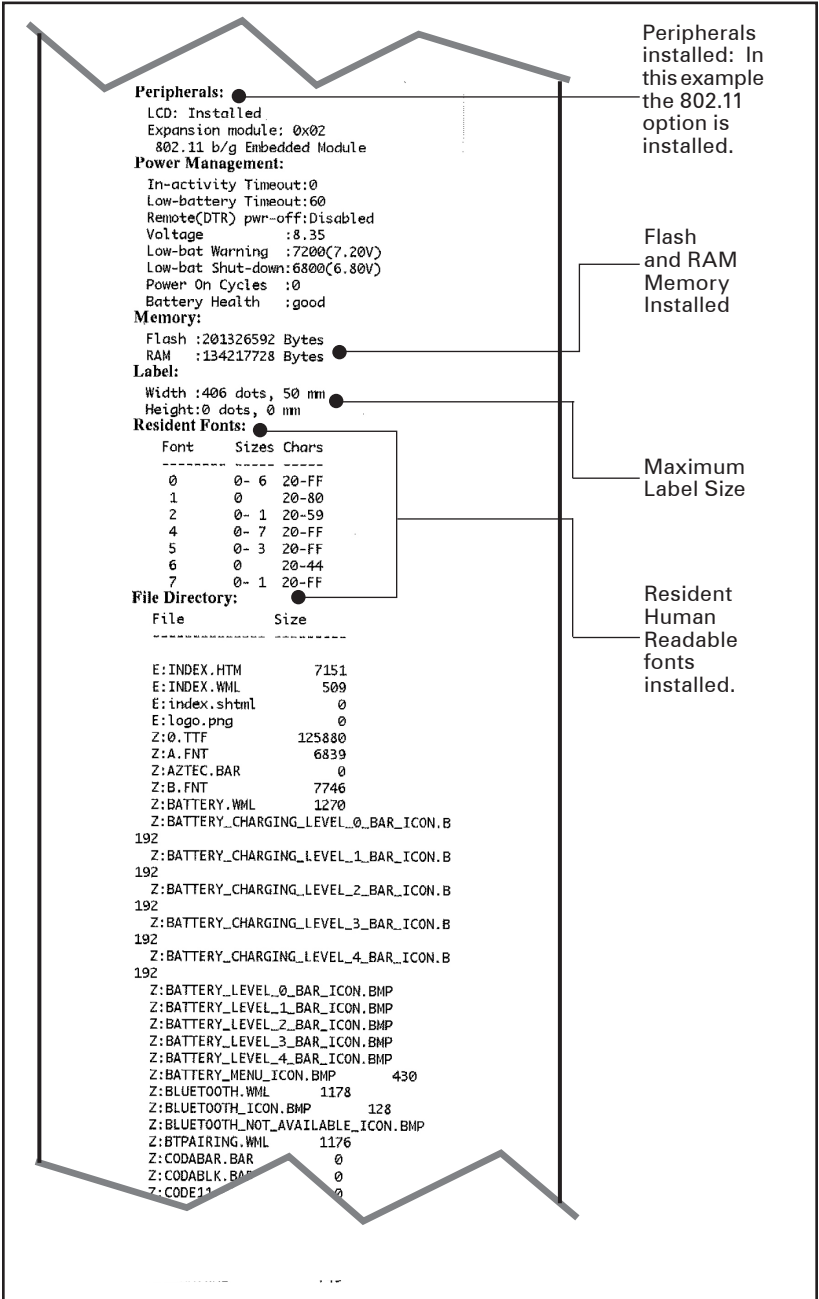 Peripherals:
LCD: Installed
Expansion module: 0x02
802.11 b/g Embedded Module
Power Management:
In-activity Timeout:0
Low-battery Timeout:60
Remote(DTR) pwr-off:Disabled
Voltage :8.35
Low-bat Warning :7200(7.20V)
Low-bat Shut-down:6800(6.80V)
Power On Cycles :0
Battery Health :good
Memory:
Flash :201326592 Bytes
RAM :134217728 Bytes
Label:
Width :406 dots, 50 mm
Height:0 dots, 0 mm
Resident Fonts:
Font Sizes Chars
-------- ----- -----
0 0- 6 20-FF
1 0 20-80
2 0- 1 20-59
4 0- 7 20-FF
5 0- 3 20-FF
6 0 20-44
7 0- 1 20-FF
File Directory:
File Size
-------------- ---------
E:INDEX.HTM 7151
E:INDEX.WML 509
E:index.shtml 0
E:logo.png 0
Z:0.TTF 125880
Z:A.FNT 6839
Z:AZTEC.BAR 0
Z:B.FNT 7746
Z:BATTERY.WML 1270
Z:BATTERY_CHARGING_LEVEL_0_BAR_ICON.B
192
Z:BATTERY_CHARGING_LEVEL_1_BAR_ICON.B
192
Z:BATTERY_CHARGING_LEVEL_2_BAR_ICON.B
192
Z:BATTERY_CHARGING_LEVEL_3_BAR_ICON.B
192
Z:BATTERY_CHARGING_LEVEL_4_BAR_ICON.B
192
Z:BATTERY_LEVEL_0_BAR_ICON.BMP
Z:BATTERY_LEVEL_1_BAR_ICON.BMP
Z:BATTERY_LEVEL_2_BAR_ICON.BMP
Z:BATTERY_LEVEL_3_BAR_ICON.BMP
Z:BATTERY_LEVEL_4_BAR_ICON.BMP
Z:BATTERY_MENU_ICON.BMP 430
Z:BLUETOOTH.WML 1178
Z:BLUETOOTH_ICON.BMP 128
Z:BLUETOOTH_NOT_AVAILABLE_ICON.BMP
Z:BTPAIRING.WML 1176
Z:CODABAR.BAR 0
Z:CODABLK.BA 0
Z:CODE11 0
Peripherals
installed: In
this example
the 802.11
option is
installed.
Flash
and RAM
Memory
Installed
Maximum
Label Size
Resident
Human
Readable
fonts
installed.